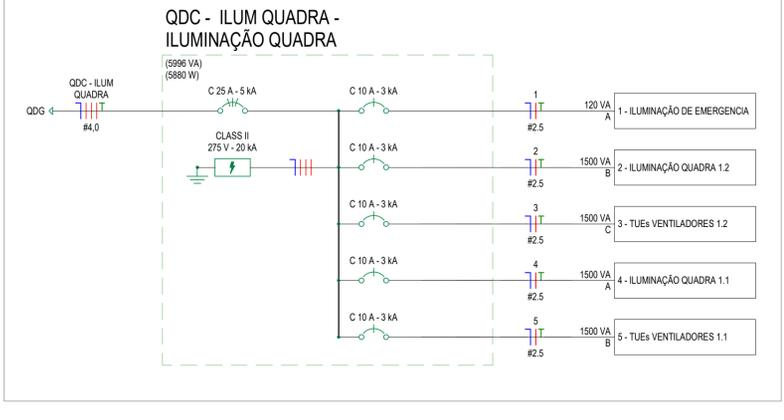 QDC - ILUM QUADRA -
ILUMINAÇÃO QUADRA
(5996 VA)
(5880 W)
QDC - ILUM
QUADRA
QDG
#4,0
C 25 A - 5 kA
CLASS II
275 V - 20 kA
C 10 A - 3 kA
1
#2.5
120 VA
A
1 - ILUMINAÇÃO DE EMERGENCIA
C 10 A - 3 kA
2
#2.5
1500 VA
B
2 - ILUMINAÇÃO QUADRA 1.2
C 10 A - 3 kA
3
#2.5
1500 VA
C
3 - TUEs VENTILADORES 1.2
C 10 A - 3 kA
4
#2.5
1500 VA
A
4 - ILUMINAÇÃO QUADRA 1.1
C 10 A - 3 kA
5
#2.5
1500 VA
B
5 - TUEs VENTILADORES 1.1